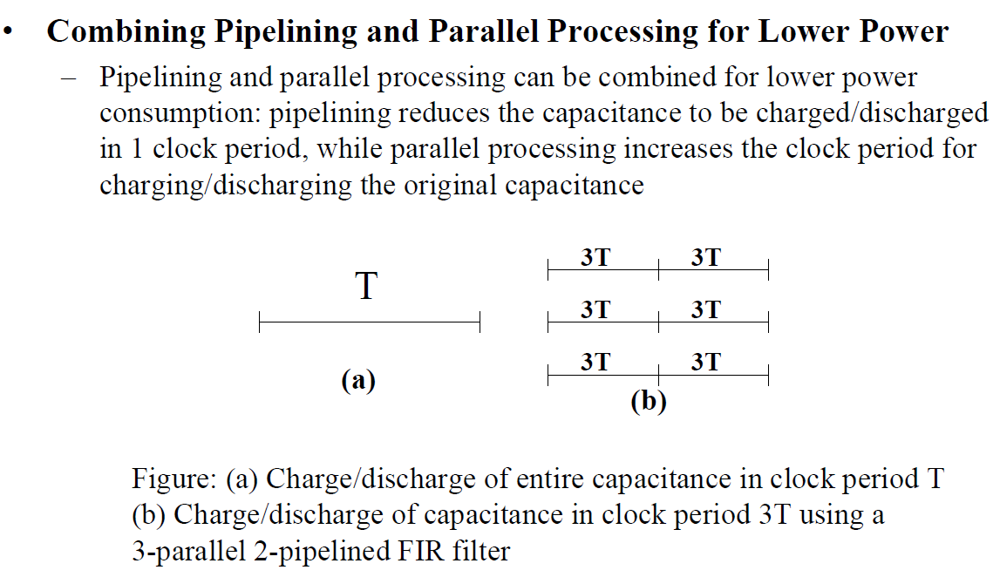 • Combining Pipelining and Parallel Processing for Lower Power
– Pipelining and parallel processing can be combined for lower power
consumption: pipelining reduces the capacitance to be charged/discharged
in 1 clock period, while parallel processing increases the clock period for
charging/discharging the original capacitance
T
(a)
3T 3T
3T 3T
3T 3T
(b)
Figure: (a) Charge/discharge of entire capacitance in clock period T
(b) Charge/discharge of capacitance in clock period 3T using a
3-parallel 2-pipelined FIR filter